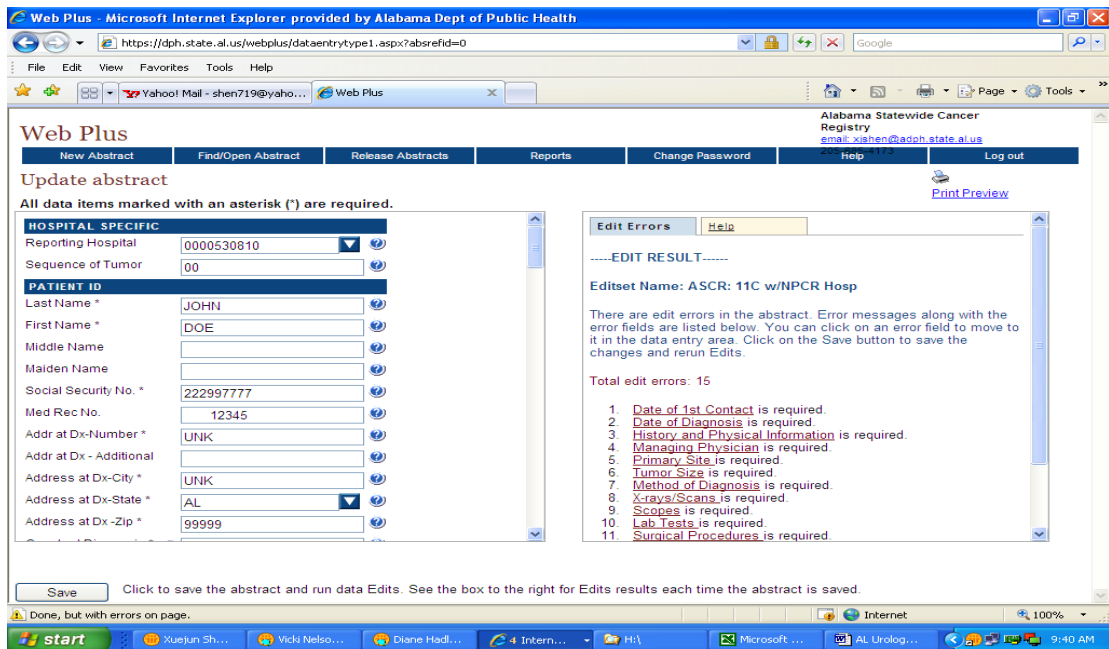 Web Plus - Microsoft Internet Explorer provided by Alabama Dept of Public Health
https://dph.state.al.us/webplus/dataentrytype1.aspx?absrefid=0
Google
File Edit View Favorites Tools Help
Yahoo! Mail - shen719@yaho... Web Plus Page Tools
Alabama Statewide Cancer
Registry
email: xjshen@adph.state.al.us
Web Plus
New Abstract Find/Open Abstract Release Abstracts Reports Change Password Help Log out
Update abstract
Print Preview
All data items marked with an asterisk (*) are required.
HOSPITAL SPECIFIC
Reporting Hospital 0000530810
Sequence of Tumor 00
PATIENT ID
Last Name * JOHN
First Name * DOE
Middle Name
Maiden Name
Social Security No. * 222997777
Med Rec No. 12345
Addr at Dx-Number * UNK
Addr at Dx - Additional
Address at Dx-City * UNK
Address at Dx-State * AL
Address at Dx -Zip * 99999
Edit Errors Help
-----EDIT RESULT------
Editset Name: ASCR: 11C w/NPCR Hosp
There are edit errors in the abstract. Error messages along with the
error fields are listed below. You can click on an error field to move to
it in the data entry area. Click on the Save button to save the
changes and rerun Edits.
Total edit errors: 15
1. Date of 1st Contact is required.
2. Date of Diagnosis is required.
3. History and Physical Information is required.
4. Managing Physician is required.
5. Primary Site is required.
6. Tumor Size is required.
7. Method of Diagnosis is required.
8. X-rays/Scans is required.
9. Scopes is required.
10. Lab Tests is required.
11. Surgical Procedures is required.
Save Click to save the abstract and run data Edits. See the box to the right for Edits results each time the abstract is saved.
Done, but with errors on page. Internet 100%
start Xuejun Sh... Vicki Nelso... Diane Hadl... 4 Intern... H:\ Microsoft ... AL Urolog... 9:40 AM